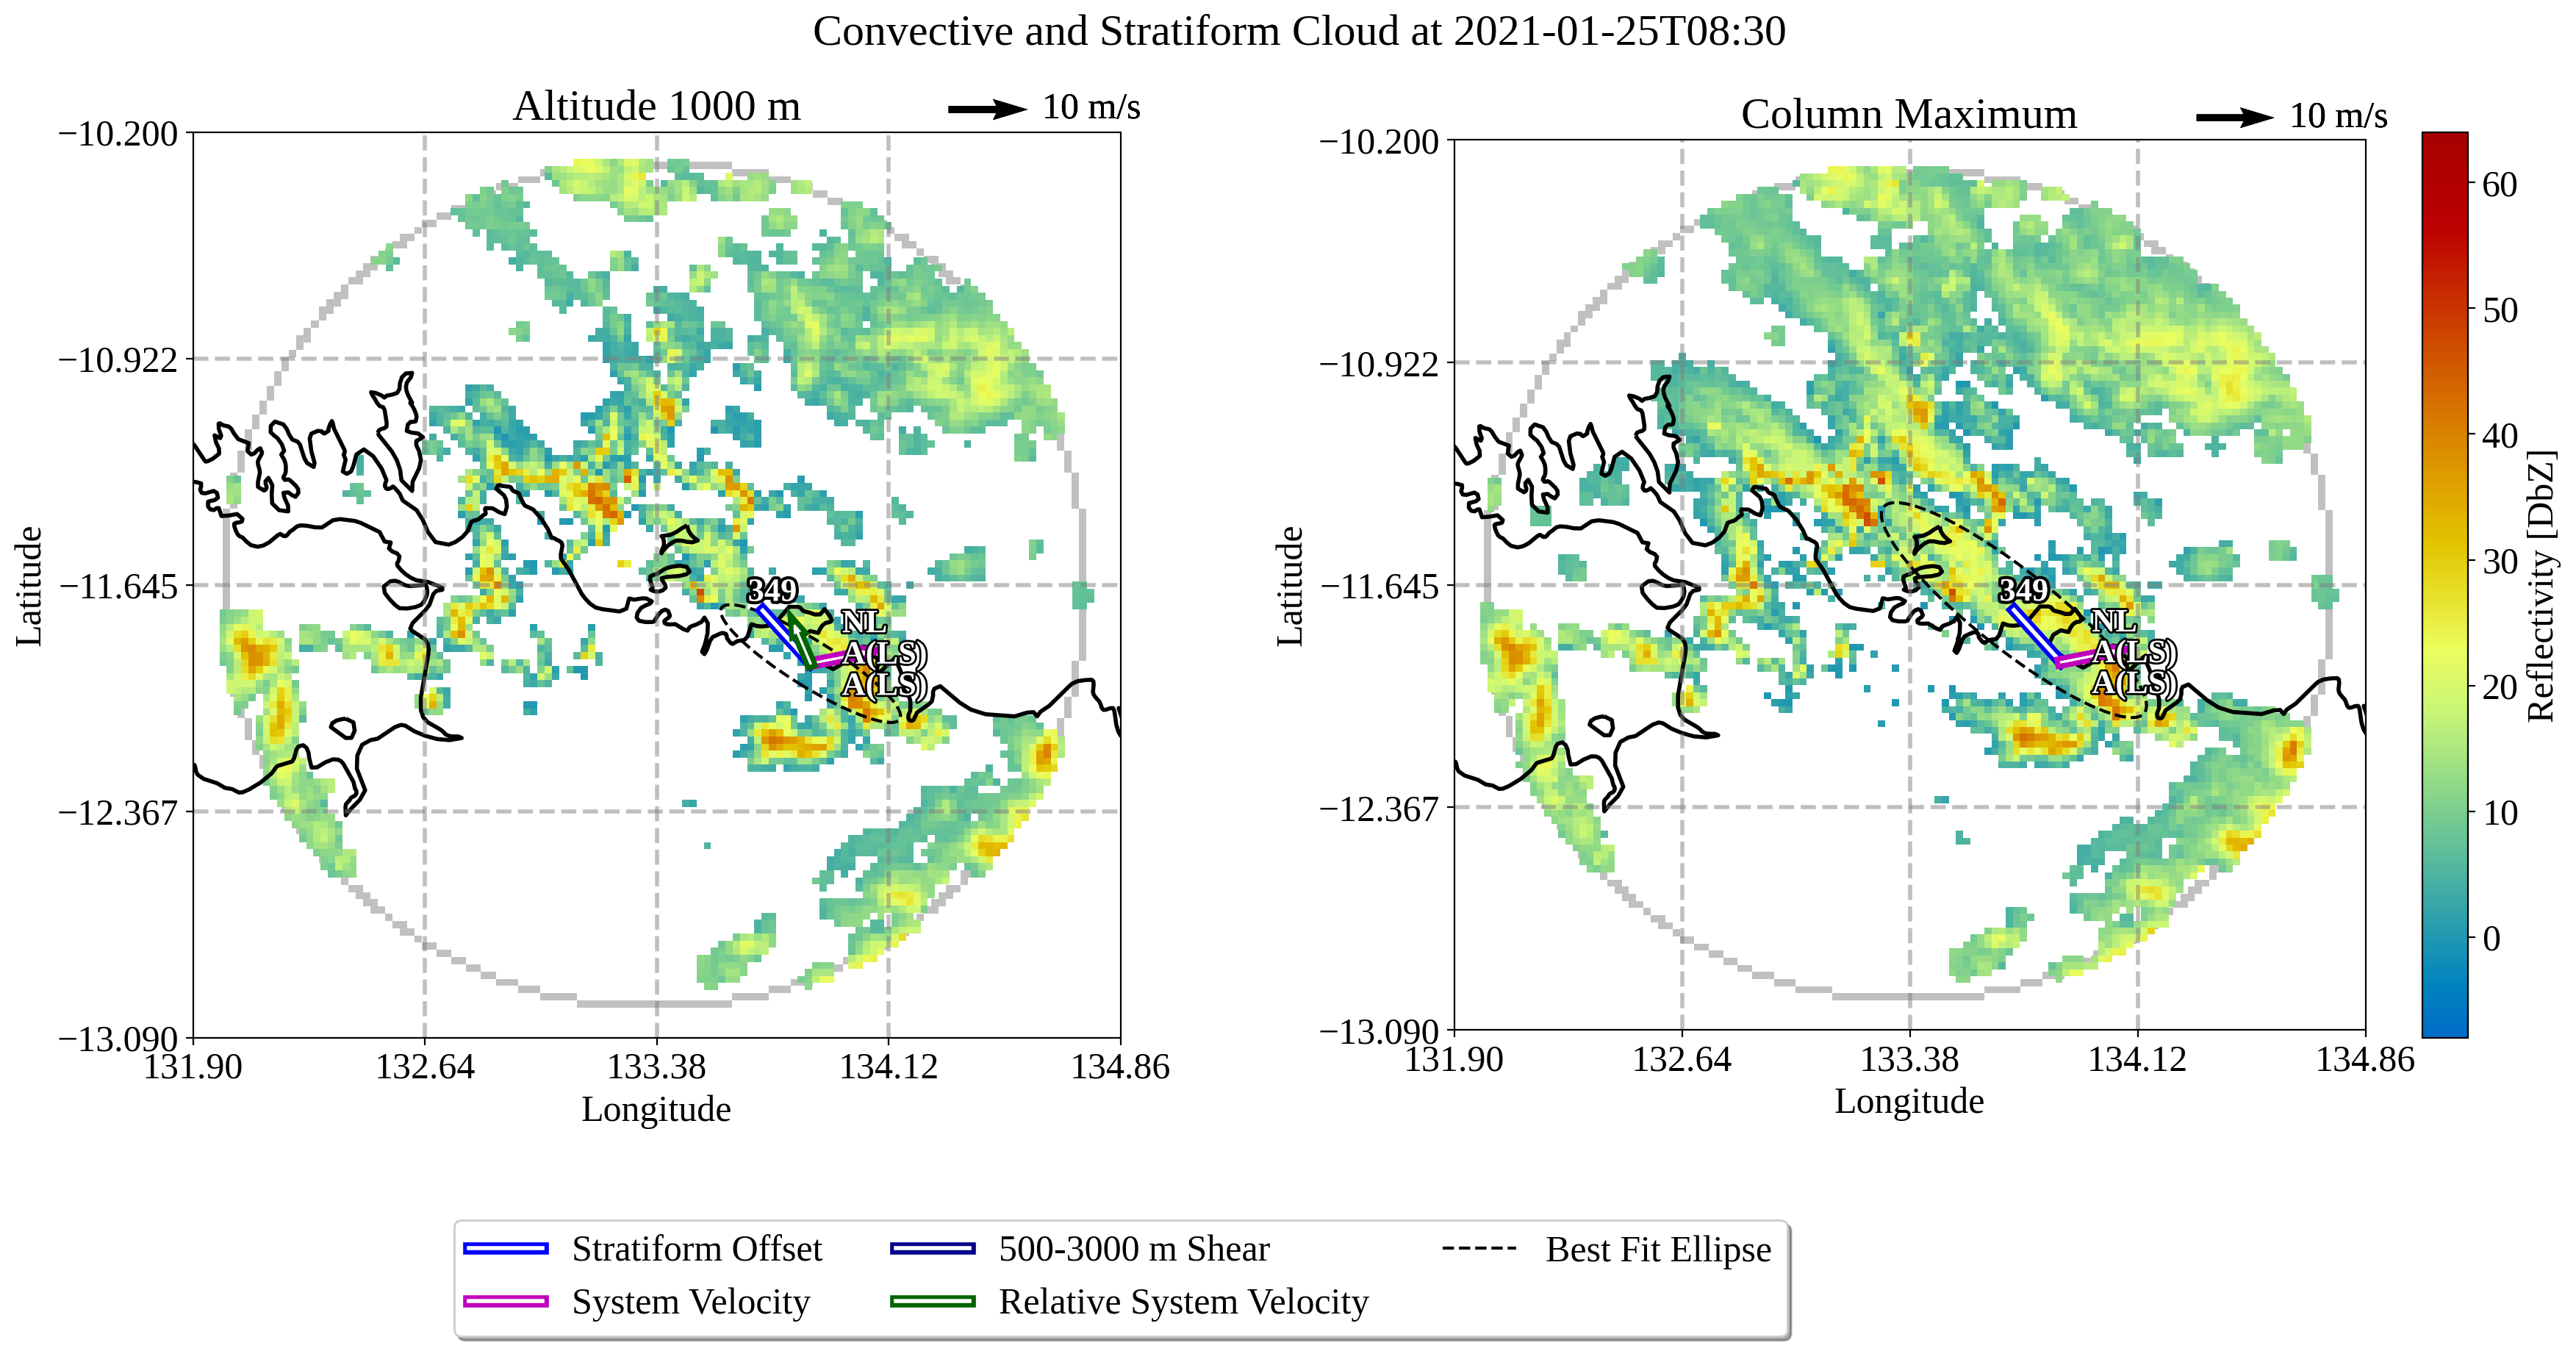 Convective and Stratiform Cloud at 2021-01-25T08:30
Altitude 1000 m
10 m/s
−10.200
−10.922
−11.645
−12.367
−13.090
131.90
132.64
133.38
134.12
134.86
Latitude
Longitude
349
NL
A(LS)
A(LS)
Column Maximum
10 m/s
−10.200
−10.922
−11.645
−12.367
−13.090
131.90
132.64
133.38
134.12
134.86
Latitude
Longitude
349
NL
A(LS)
A(LS)
60
50
40
30
20
10
0
Reflectivity [DbZ]
Stratiform Offset
System Velocity
500-3000 m Shear
Relative System Velocity
Best Fit Ellipse